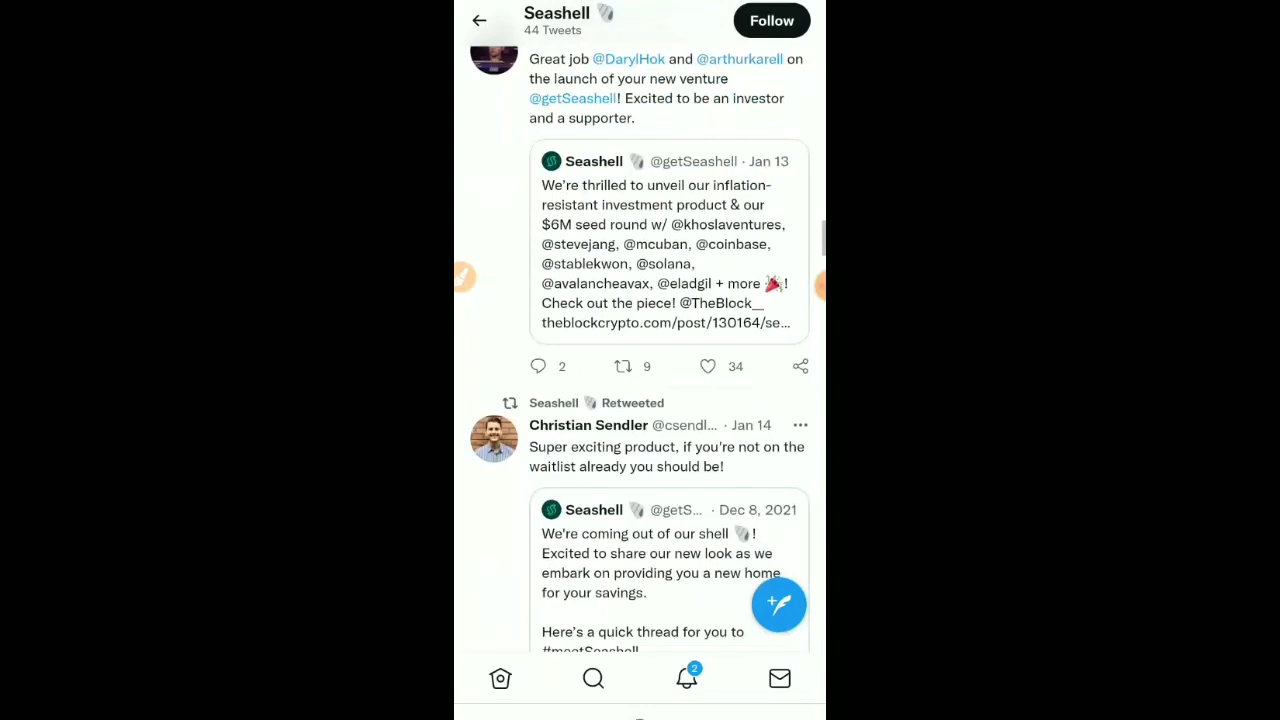 Seashell 🐚
44 Tweets
Follow
Great job @DarylHok and @arthurkarell on
the launch of your new venture
@getSeashell! Excited to be an investor
and a supporter.
Seashell 🐚 @getSeashell · Jan 13
We're thrilled to unveil our inflation-
resistant investment product & our
$6M seed round w/ @khoslaventures,
@stevejang, @mcuban, @coinbase,
@stablekwon, @solana,
@avalancheavax, @eladgil + more 🎉!
Check out the piece! @TheBlock__
theblockcrypto.com/post/130164/se...
2 9 34
Seashell 🐚 Retweeted
Christian Sendler @csendl... · Jan 14
Super exciting product, if you're not on the
waitlist already you should be!
Seashell 🐚 @getS... · Dec 8, 2021
We're coming out of our shell 🐚!
Excited to share our new look as we
embark on providing you a new home
for your savings.
Here's a quick thread for you to
#meetSeashell
2